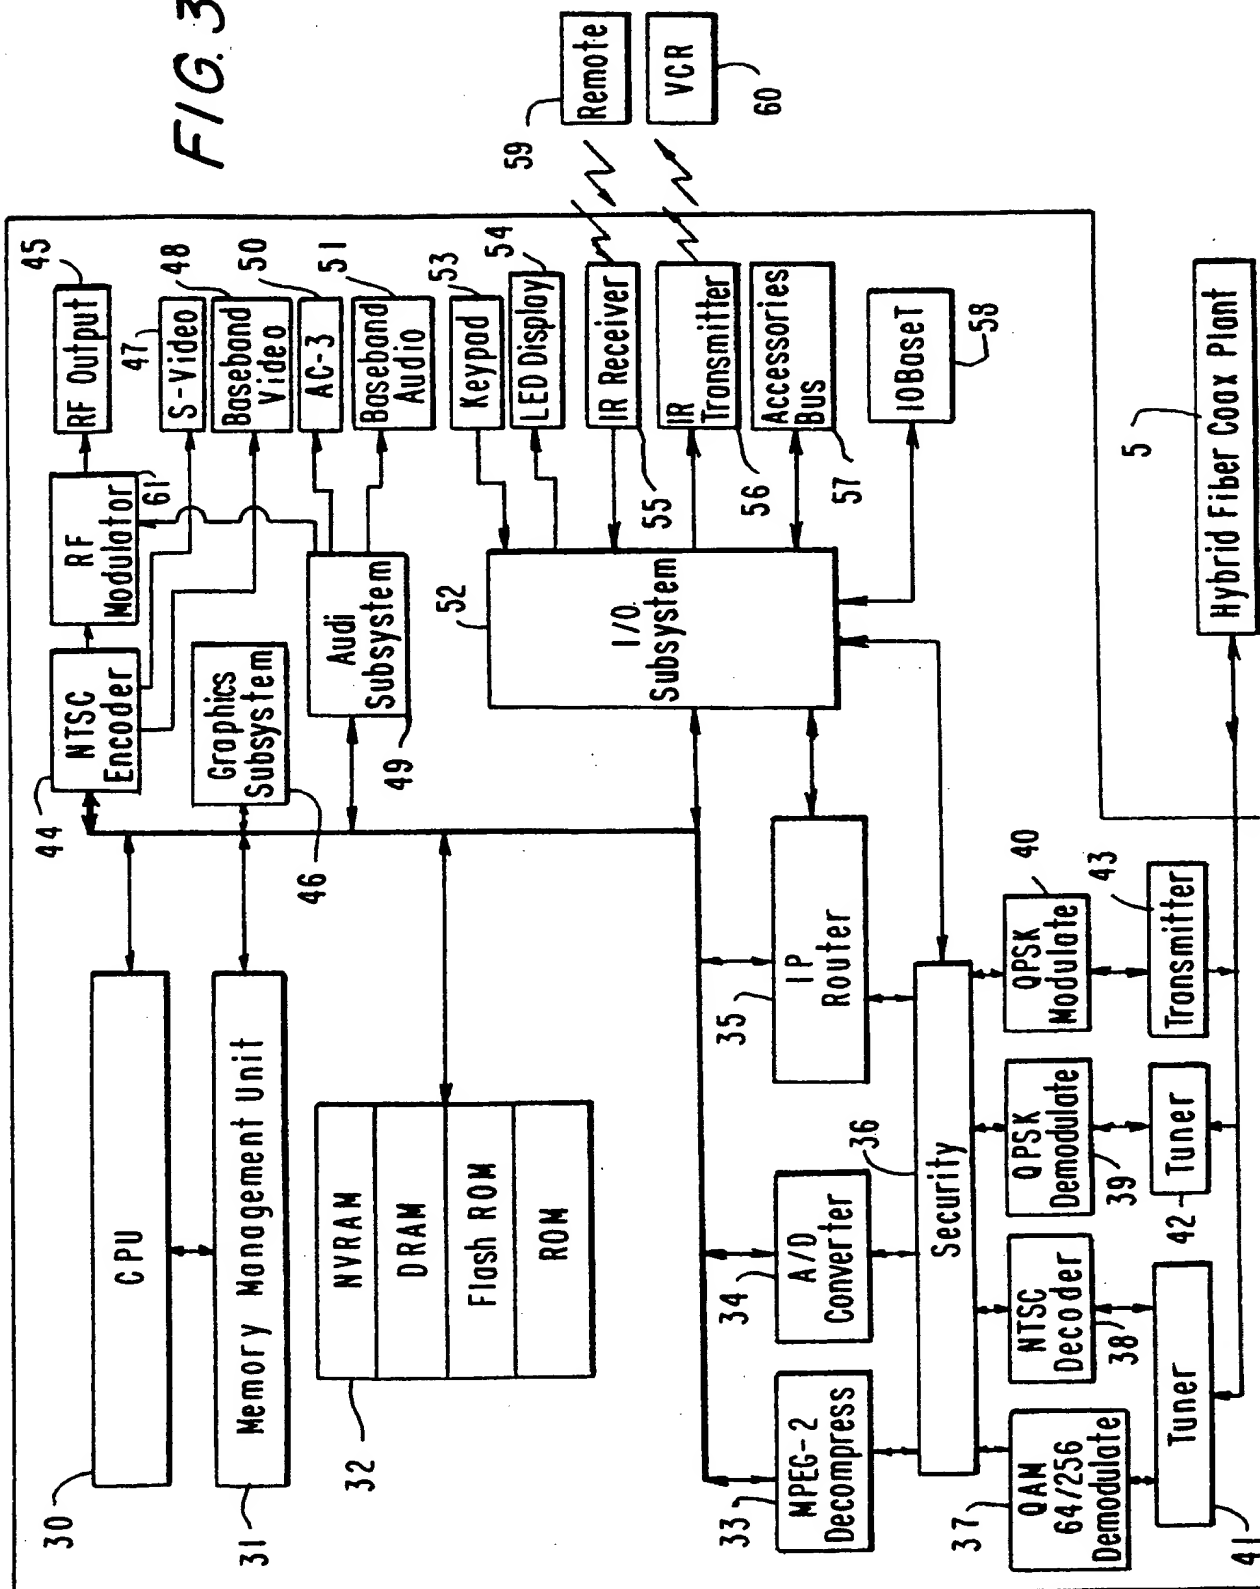 FIG. 3
30
CPU
31
Memory Management Unit
32
NVRAM
DRAM
Flash ROM
ROM
44
NTSC
Encoder
46
Graphics
Subsystem
RF
Modulator
61
RF Output
45
47
S-Video
48
Baseband
Video
50
AC-3
51
Baseband
Audio
49
Audi
Subsystem
53
Keypad
54
LED Display
52
I/O
Subsystem
IR Receiver
55
IR
Transmitter
56
Accessories
Bus
57
10BaseT
58
59
Remote
VCR
60
33
MPEG-2
Decompress
34
A/D
Converter
35
IP
Router
36
Security
37
QAM
64/256
Demodulate
NTSC
Decoder
38
QPSK
Demodulate
39
40
QPSK
Modulate
41
Tuner
42
Tuner
43
Transmitter
5
Hybrid Fiber Coax Plant